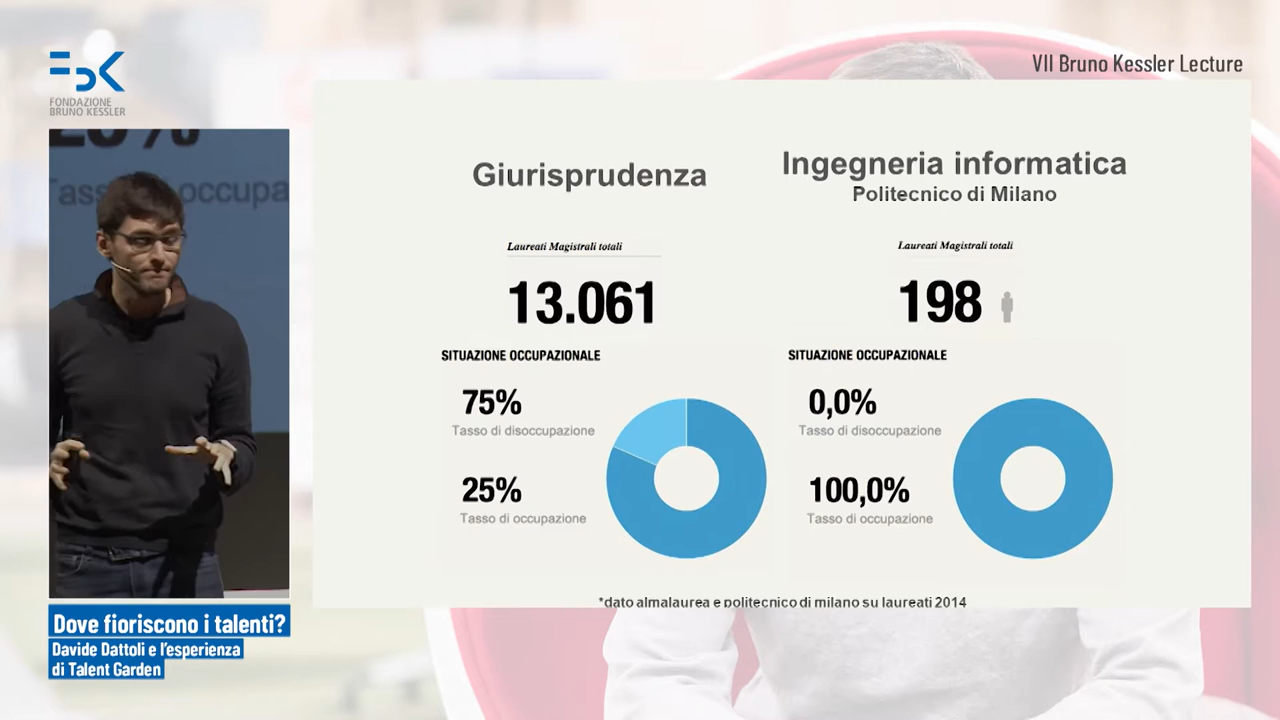 FONDAZIONE
BRUNO KESSLER
VII Bruno Kessler Lecture
Tasso di occupa
Giurisprudenza
Laureati Magistrali totali
13.061
SITUAZIONE OCCUPAZIONALE
75%
Tasso di disoccupazione
25%
Tasso di occupazione
Ingegneria informatica
Politecnico di Milano
Laureati Magistrali totali
198
SITUAZIONE OCCUPAZIONALE
0,0%
Tasso di disoccupazione
100,0%
Tasso di occupazione
*dato almalaurea e politecnico di milano su laureati 2014
Dove fioriscono i talenti?
Davide Dattoli e l'esperienza
di Talent Garden